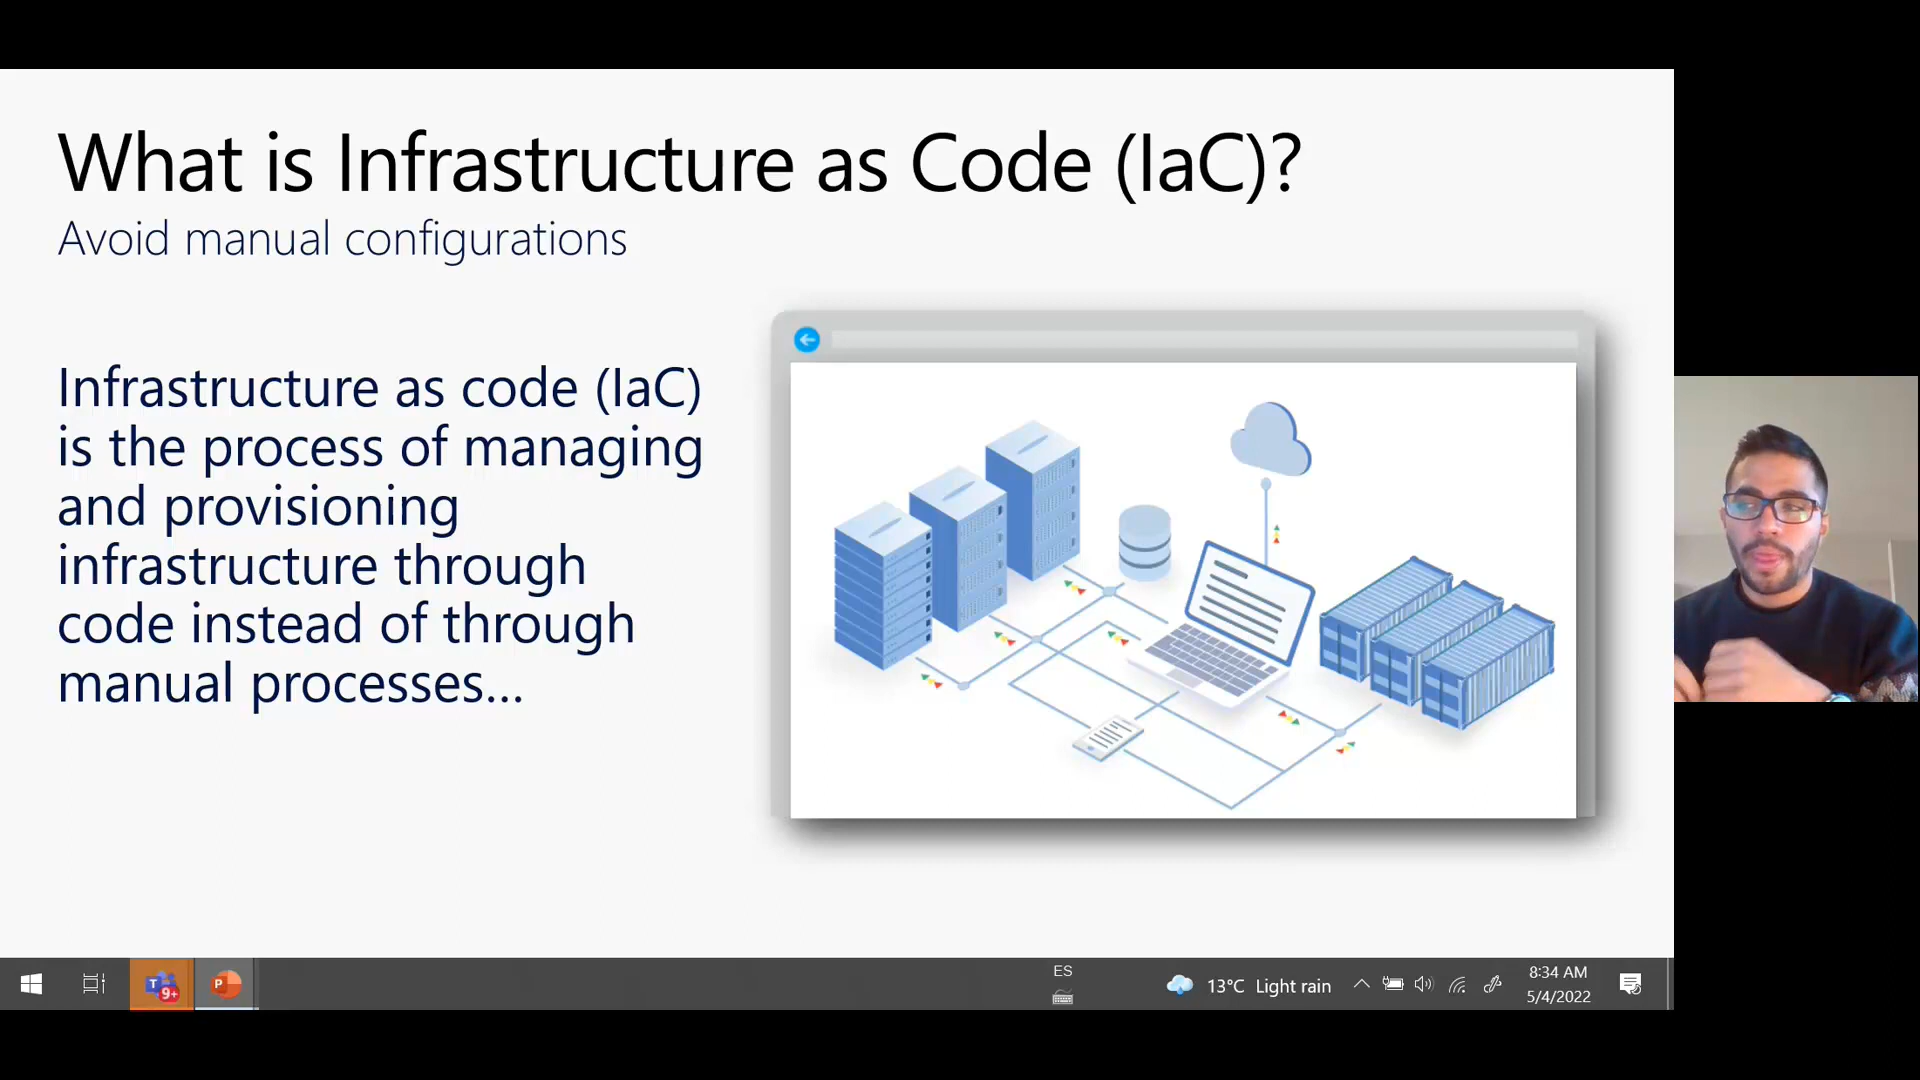 What is Infrastructure as Code (IaC)?
Avoid manual configurations
Infrastructure as code (IaC)
is the process of managing
and provisioning
infrastructure through
code instead of through
manual processes...
T 9+
P
ES
13°C Light rain
8:34 AM
5/4/2022